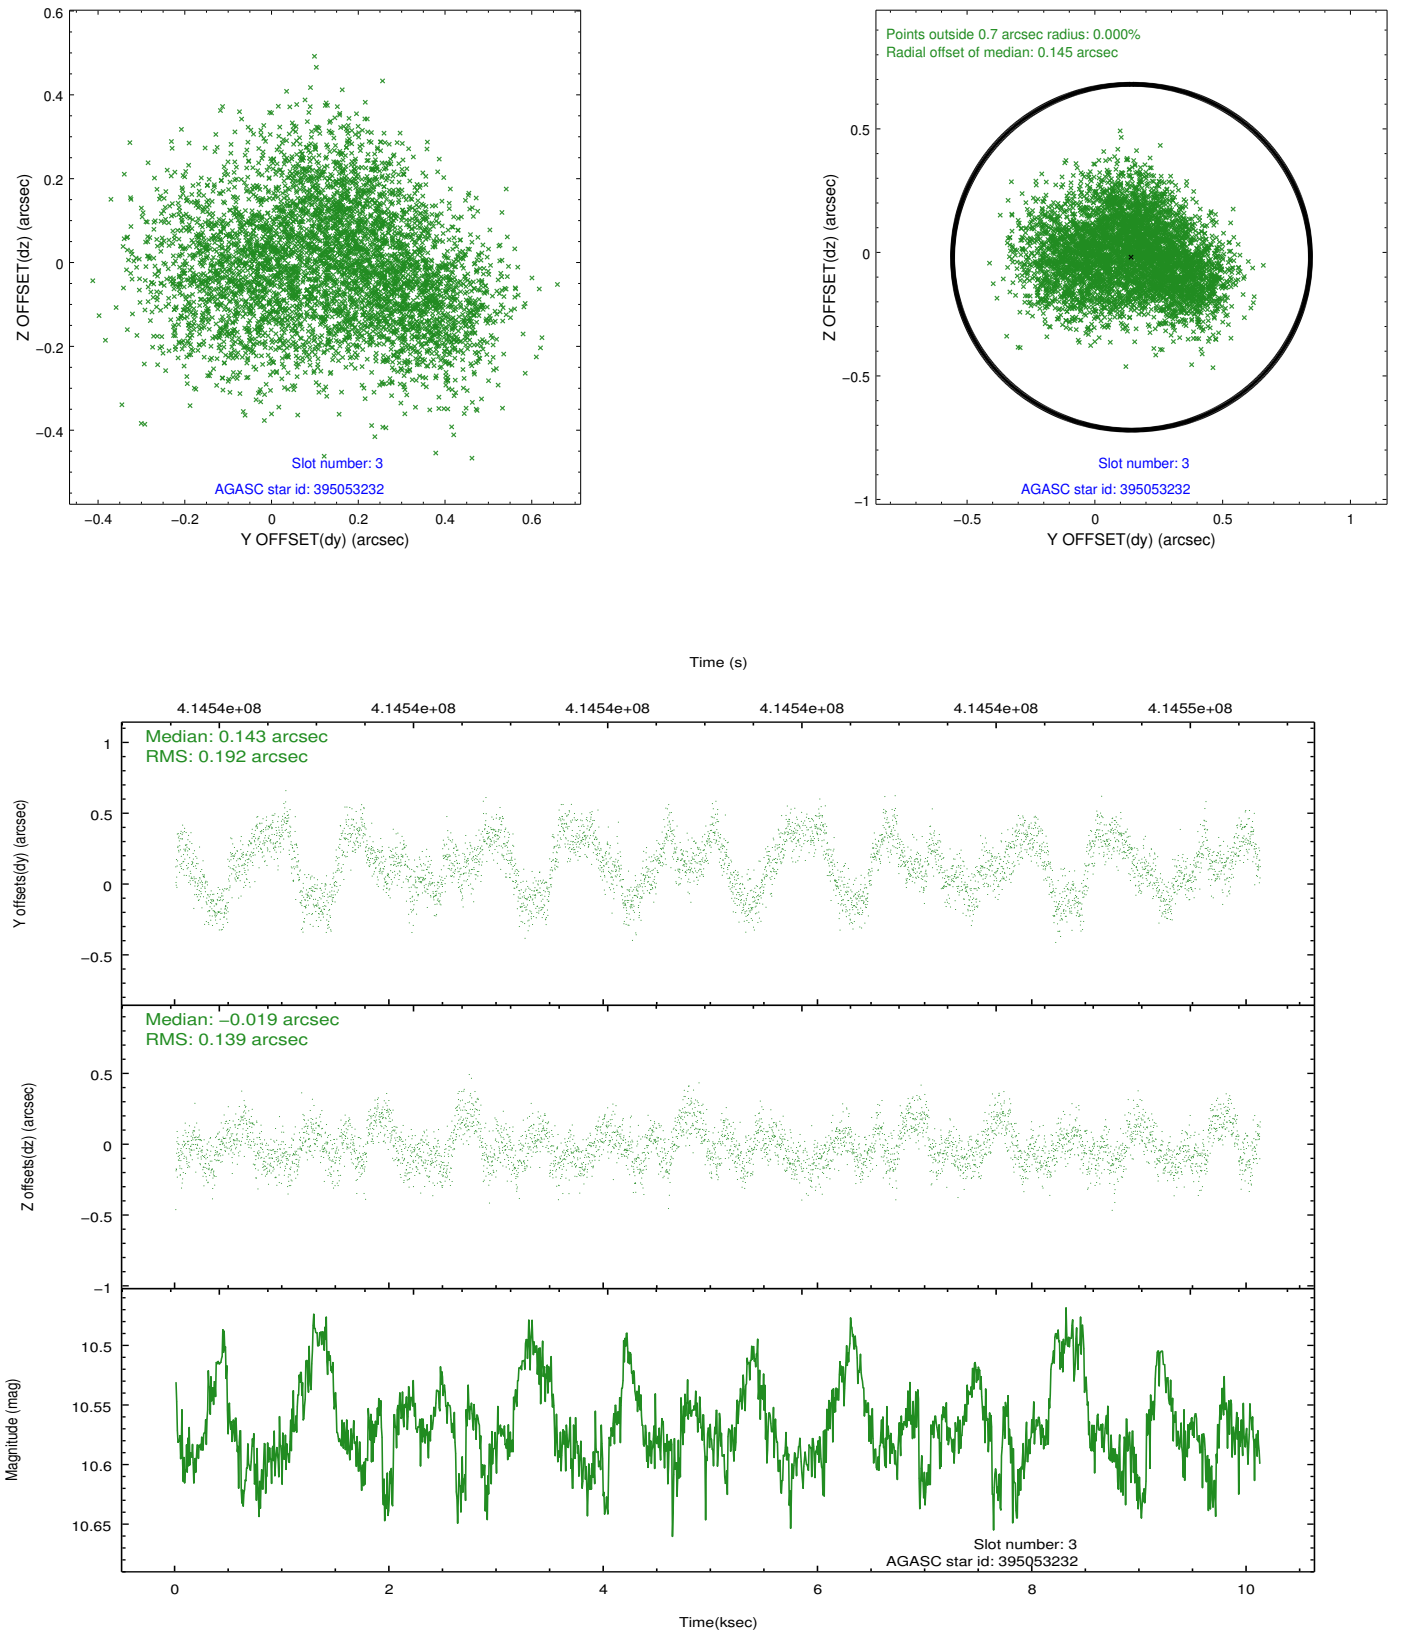 0.6
0.4
0.2
0
−0.2
−0.4
Z OFFSET(dz) (arcsec)
Slot number: 3
AGASC star id: 395053232
−0.4 −0.2 0 0.2 0.4 0.6
Y OFFSET(dy) (arcsec)
Points outside 0.7 arcsec radius: 0.000%
Radial offset of median: 0.145 arcsec
0.5
0
−0.5
−1
Z OFFSET(dz) (arcsec)
Slot number: 3
AGASC star id: 395053232
−0.5 0 0.5 1
Y OFFSET(dy) (arcsec)
Time (s)
4.1454e+08 4.1454e+08 4.1454e+08 4.1454e+08 4.1454e+08 4.1455e+08
Median: 0.143 arcsec
RMS: 0.192 arcsec
1
0.5
0
−0.5
Y offsets(dy) (arcsec)
Median: −0.019 arcsec
RMS: 0.139 arcsec
0.5
0
−0.5
−1
Z offsets(dz) (arcsec)
10.5
10.55
10.6
10.65
Magnitude (mag)
Slot number: 3
AGASC star id: 395053232
0 2 4 6 8 10
Time(ksec)